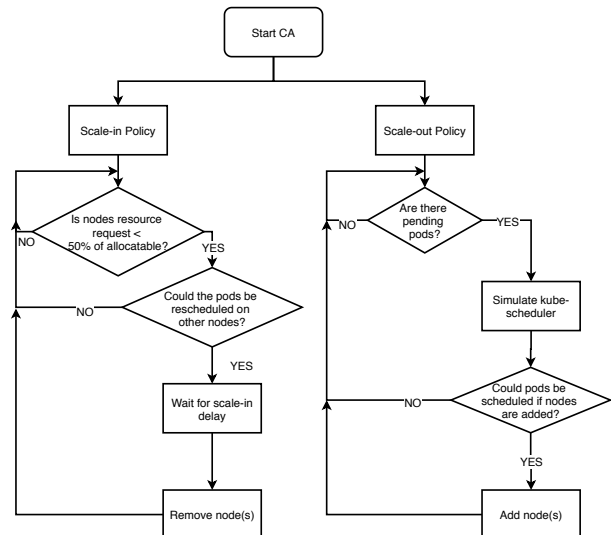 Start CA
Scale-in Policy
Scale-out Policy
Is nodes resource
request <
50% of allocatable?
NO
YES
Are there
pending
pods?
NO
YES
Could the pods be
rescheduled on
other nodes?
NO
YES
Simulate kube-
scheduler
Wait for scale-in
delay
Could pods be
scheduled if nodes
are added?
NO
YES
Remove node(s)
Add node(s)